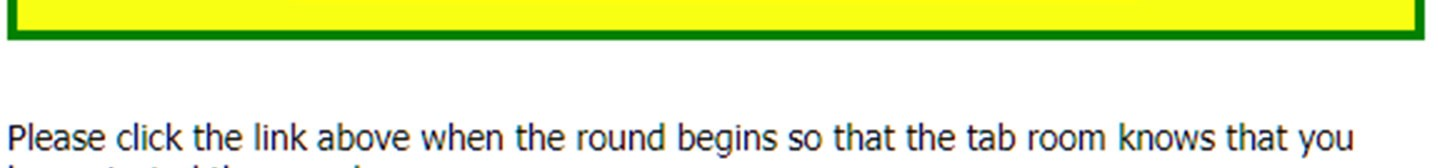 Please click the link above when the round begins so that the tab room knows that you